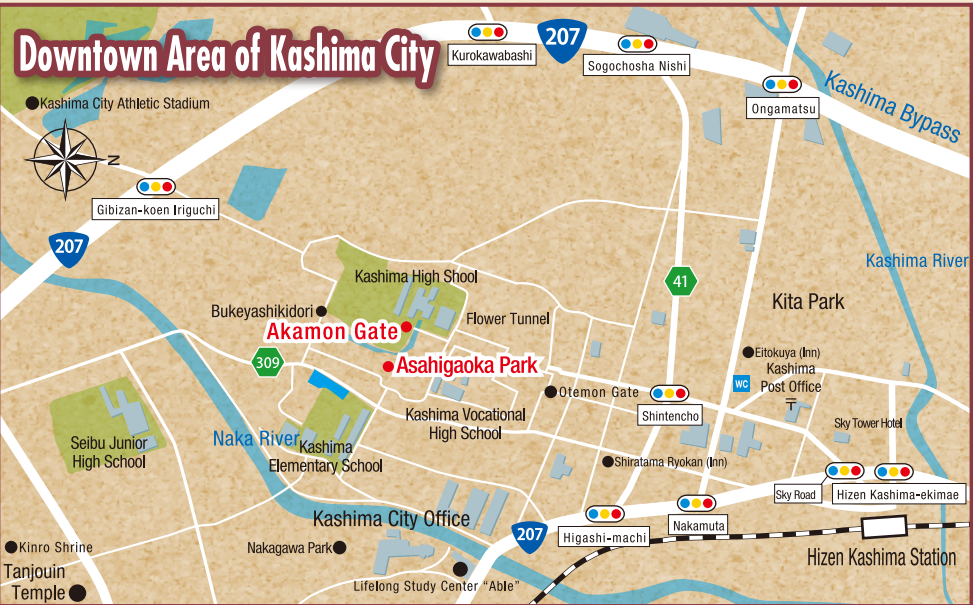 Downtown Area of Kashima City
Kurokawabashi
207
Sogochosha Nishi
Ongamatsu
Kashima Bypass
Kashima City Athletic Stadium
N
Gibizan-koen Iriguchi
207
Kashima River
Kashima High Shool
41
Kita Park
Bukeyashikidori
Akamon Gate
Flower Tunnel
309
Asahigaoka Park
Eitokuya (Inn)
Kashima
Post Office
〒
WC
Otemon Gate
Shintencho
Kashima Vocational
High School
Sky Tower Hotel
Seibu Junior
High School
Naka River
Kashima
Elementary School
Shiratama Ryokan (Inn)
Sky Road
Hizen Kashima-ekimae
Kashima City Office
207
Higashi-machi
Nakamuta
Hizen Kashima Station
Kinro Shrine
Nakagawa Park
Tanjouin
Temple
Lifelong Study Center “Able”